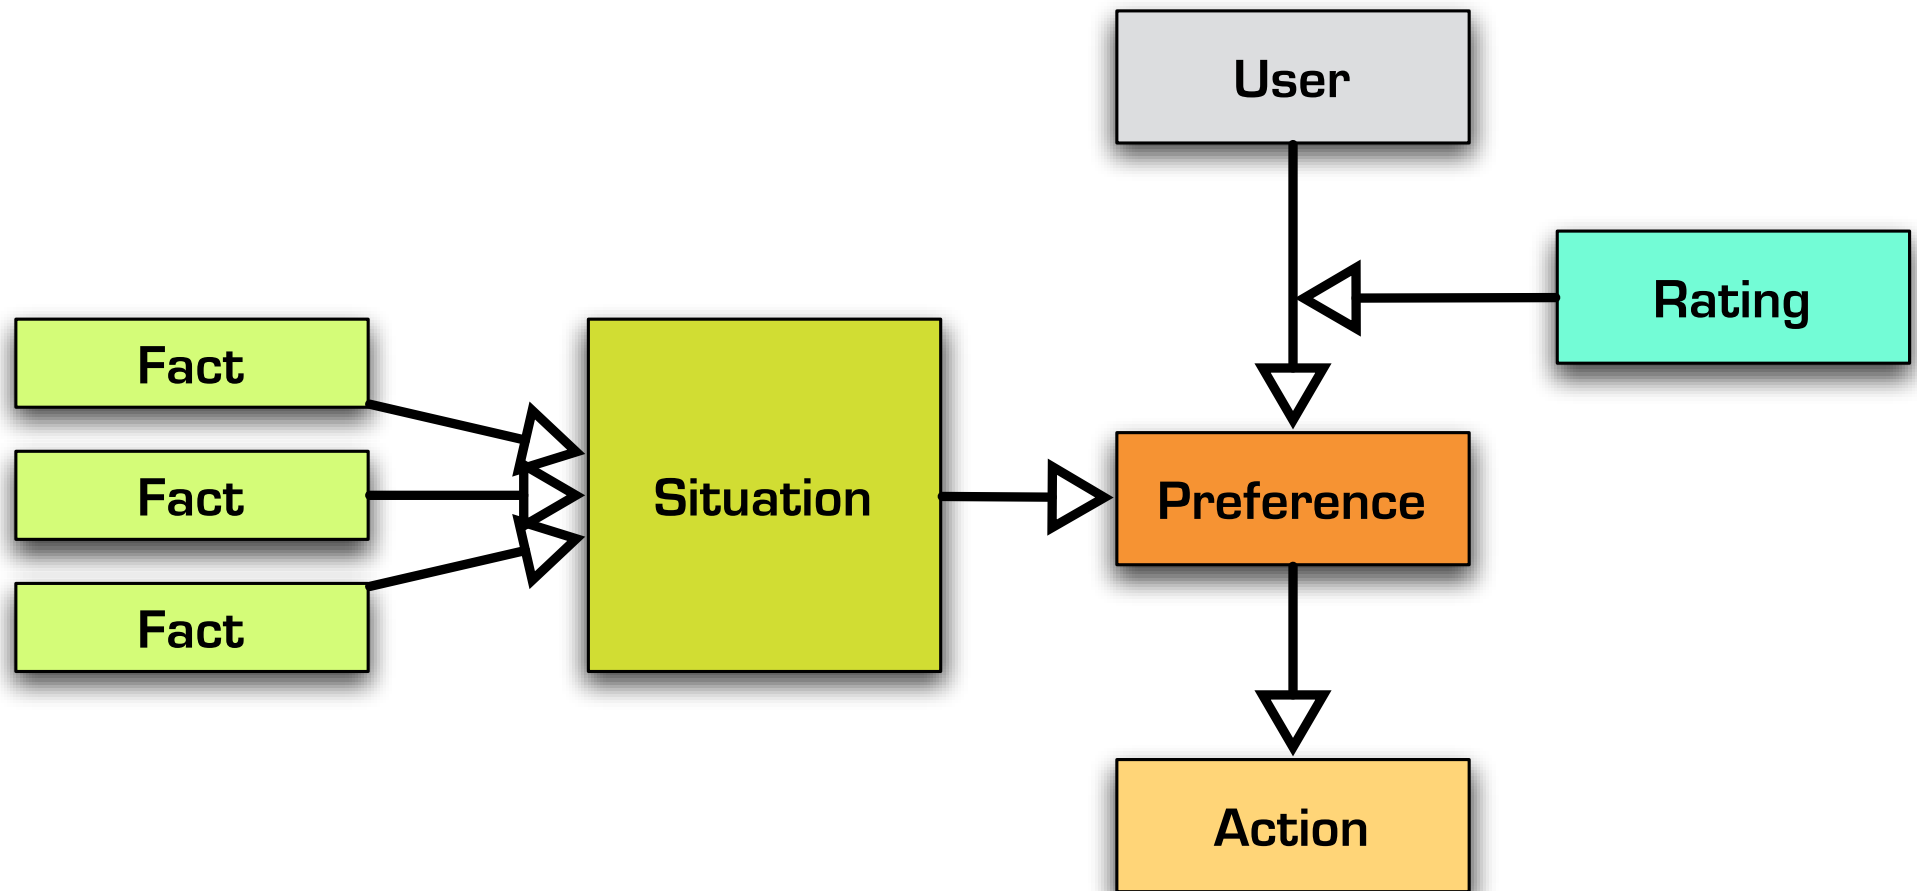 User
Rating
Fact
Fact
Situation
Preference
Fact
Action